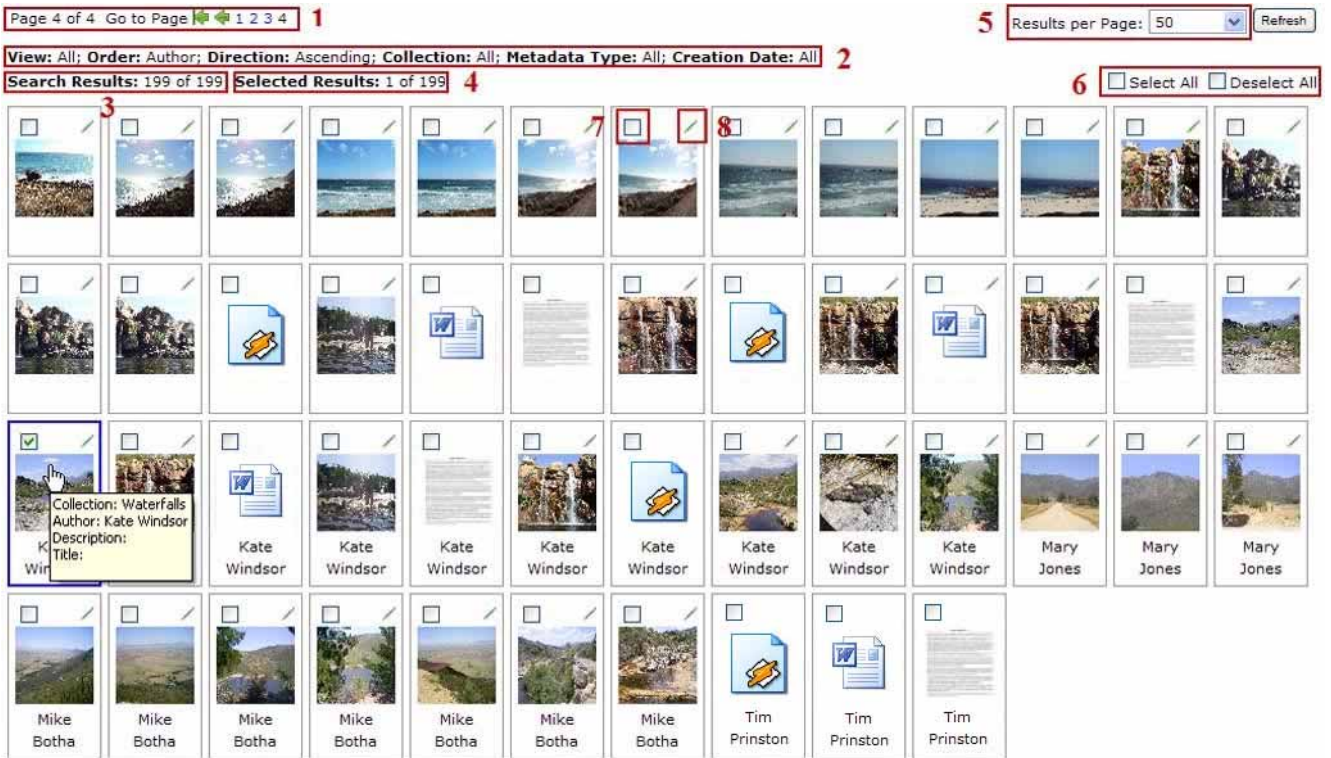 Page 4 of 4 Go to Page 1 2 3 4
1
5
Results per Page: 50
Refresh
View: All; Order: Author; Direction: Ascending; Collection: All; Metadata Type: All; Creation Date: All
2
Search Results: 199 of 199
Selected Results: 1 of 199
4
6
Select All
Deselect All
3
7
8
W
W
W
Collection: Waterfalls
Author: Kate Windsor
Description:
Title:
Kate
Windsor
Kate
Windsor
Kate
Windsor
Kate
Windsor
Kate
Windsor
Kate
Windsor
Kate
Windsor
Kate
Windsor
Mary
Jones
Mary
Jones
Mary
Jones
Mike
Botha
Mike
Botha
Mike
Botha
Mike
Botha
Mike
Botha
Mike
Botha
Mike
Botha
Tim
Prinston
W
Tim
Prinston
Tim
Prinston